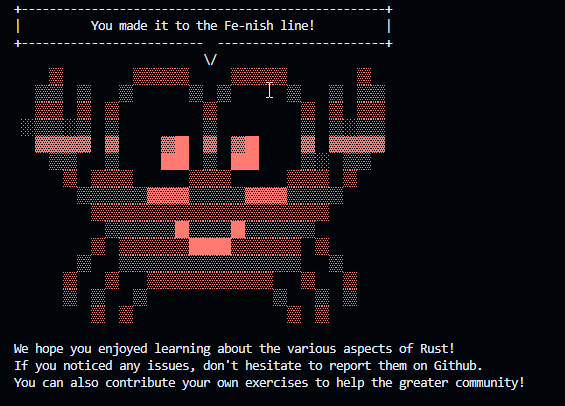 You made it to the Fe-nish line!
We hope you enjoyed learning about the various aspects of Rust!
If you noticed any issues, don't hesitate to report them on Github.
You can also contribute your own exercises to help the greater community!